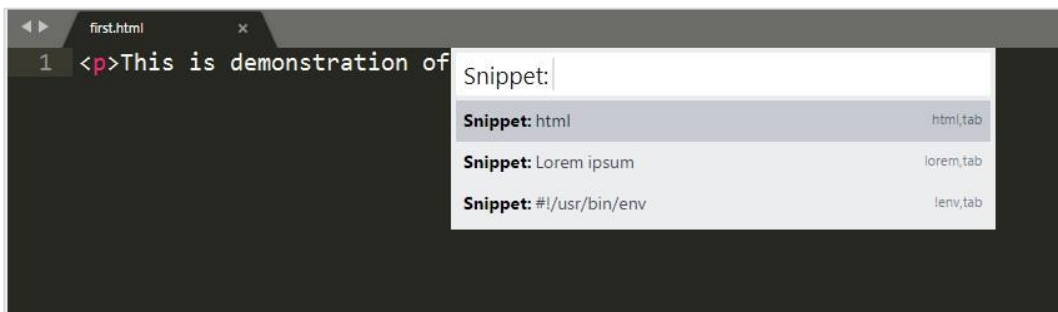 first.html ×
1 <p>This is demonstration of
Snippet:
Snippet: html html,tab
Snippet: Lorem ipsum lorem,tab
Snippet: #!/usr/bin/env !env,tab